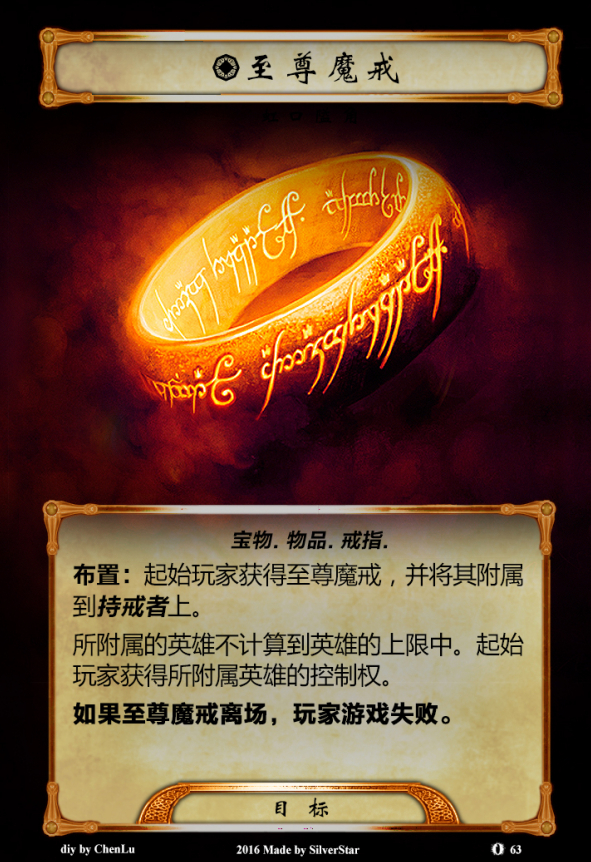 至尊魔戒
宝物. 物品. 戒指.
布置：起始玩家获得至尊魔戒，并将其附属
到持戒者上。
所附属的英雄不计算到英雄的上限中。起始
玩家获得所附属英雄的控制权。
如果至尊魔戒离场，玩家游戏失败。
目 标
diy by ChenLu
2016 Made by SilverStar
63